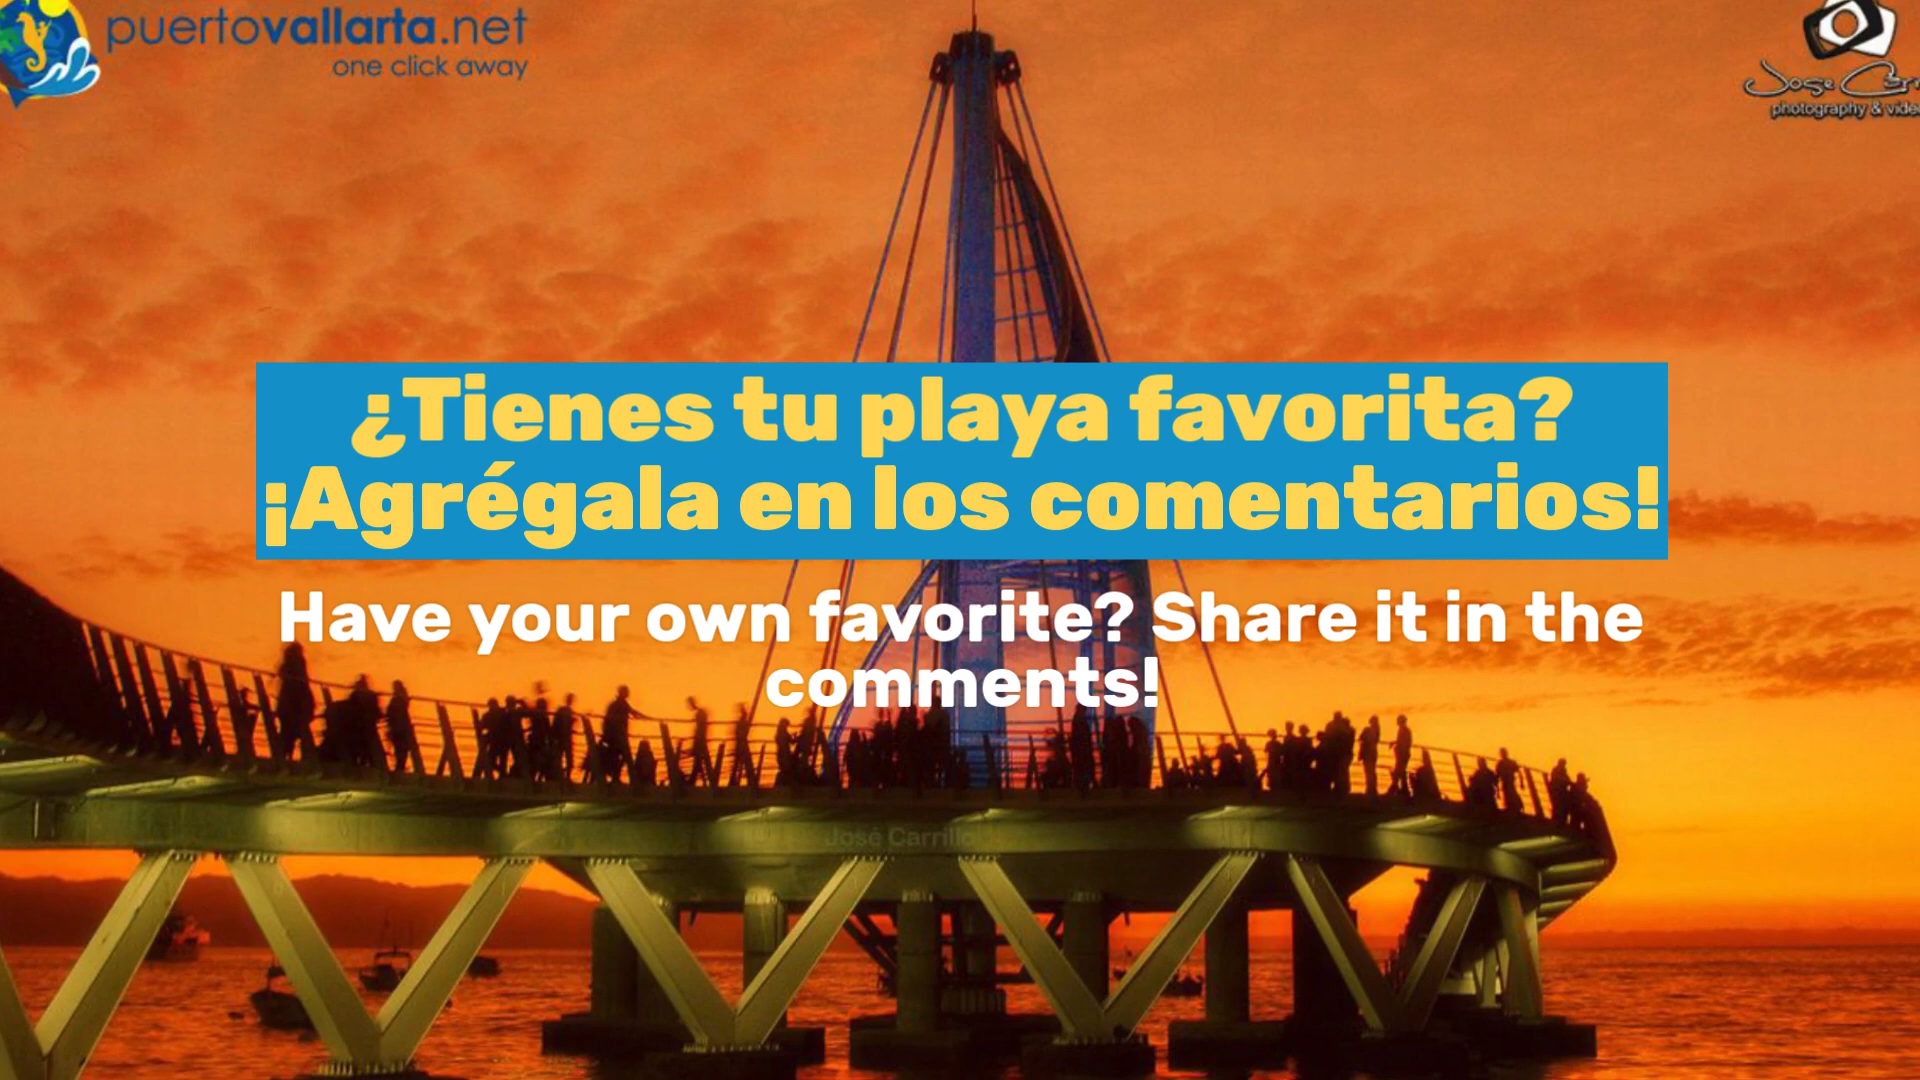 puertovallarta.net
one click away
Jose
photography &
¿Tienes tu playa favorita?
¡Agrégala en los comentarios!
Have your own favorite? Share it in the
comments!
José Carrillo